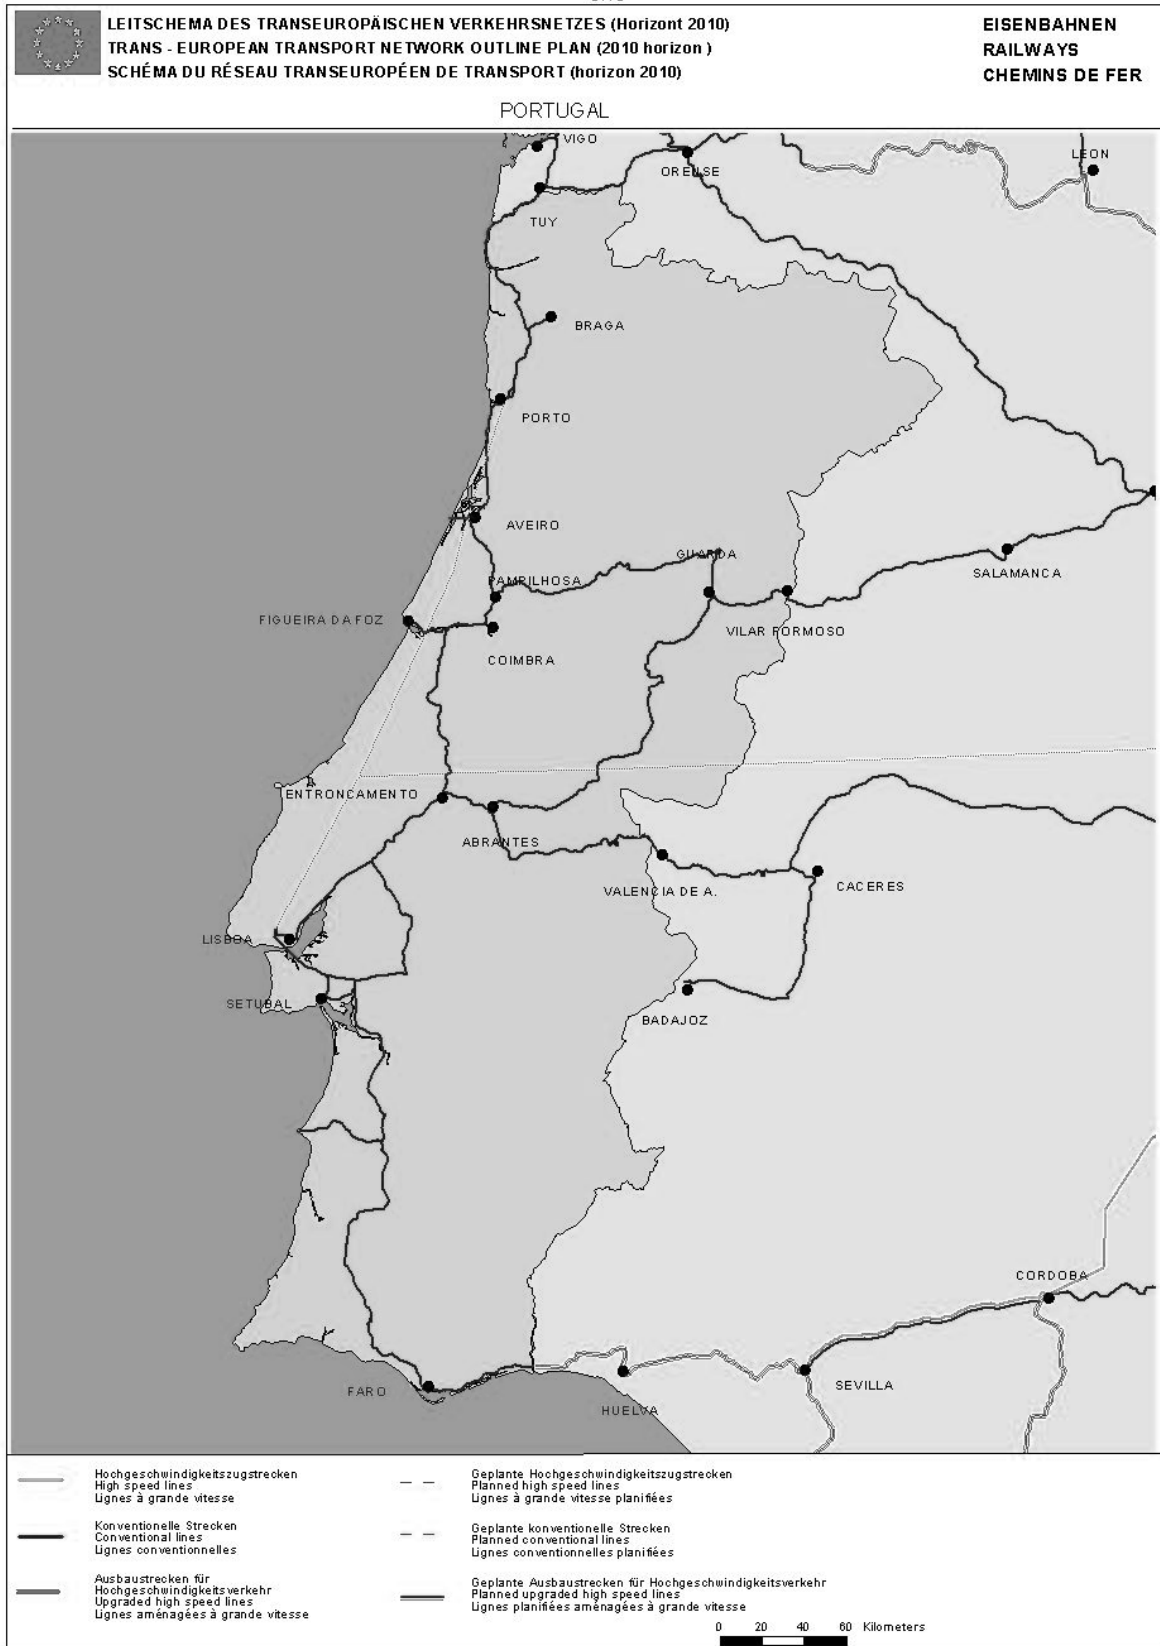 LEITSCHEMA DES TRANSEUROPÄISCHEN VERKEHRSNETZES (Horizont 2010)
TRANS - EUROPEAN TRANSPORT NETWORK OUTLINE PLAN (2010 horizon )
SCHÉMA DU RÉSEAU TRANSEUROPÉEN DE TRANSPORT (horizon 2010)
EISENBAHNEN
RAILWAYS
CHEMINS DE FER
PORTUGAL
VIGO
LEON
ORENSE
TUY
BRAGA
PORTO
AVEIRO
GUARDA
SALAMANCA
PAMPILHOSA
FIGUEIRA DA FOZ
VILAR FORMOSO
COIMBRA
ENTRONCAMENTO
ABRANTES
VALENCIA DE A.
CACERES
LISBOA
SETUBAL
BADAJOZ
CORDOBA
FARO
SEVILLA
HUELVA
Hochgeschwindigkeitszugstrecken
High speed lines
Lignes à grande vitesse
Konventionelle Strecken
Conventional lines
Lignes conventionnelles
Ausbaustrecken für
Hochgeschwindigkeitsverkehr
Upgraded high speed lines
Lignes aménagées à grande vitesse
Geplante Hochgeschwindigkeitszugstrecken
Planned high speed lines
Lignes à grande vitesse planifiées
Geplante konventionelle Strecken
Planned conventional lines
Lignes conventionnelles planifiées
Geplante Ausbaustrecken für Hochgeschwindigkeitsverkehr
Planned upgraded high speed lines
Lignes planifiées aménagées à grande vitesse
0 20 40 60 Kilometers